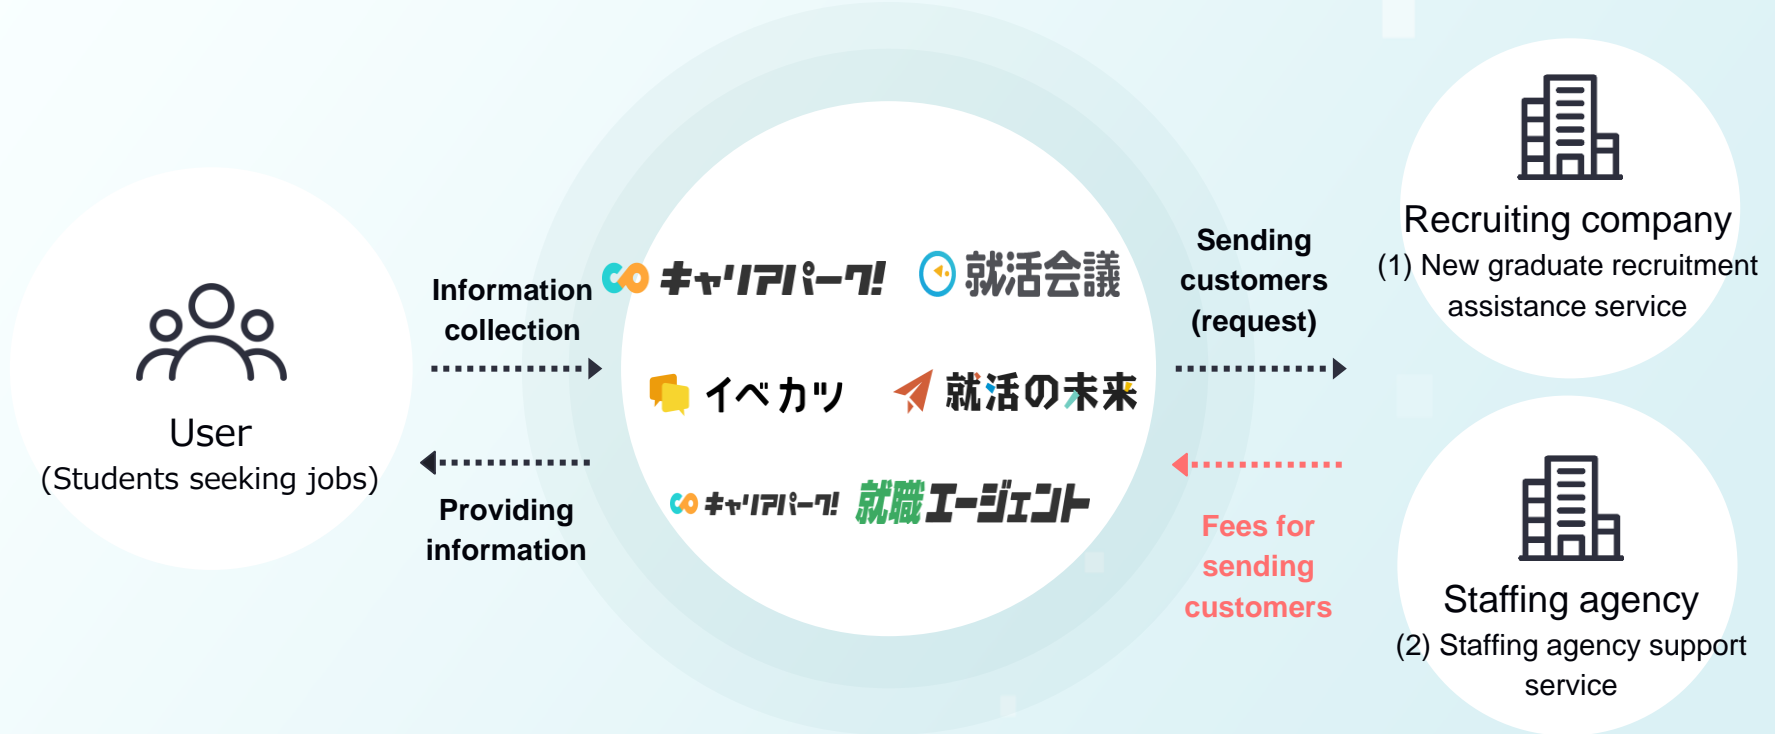 User
(Students seeking jobs)
Information
collection
Providing
information
キャリアパーク!
就活会議
イベカツ
就活の未来
キャリアパーク! 就職エージェント
Sending
customers
(request)
Fees for
sending
customers
Recruiting company
(1) New graduate recruitment
assistance service
Staffing agency
(2) Staffing agency support
service